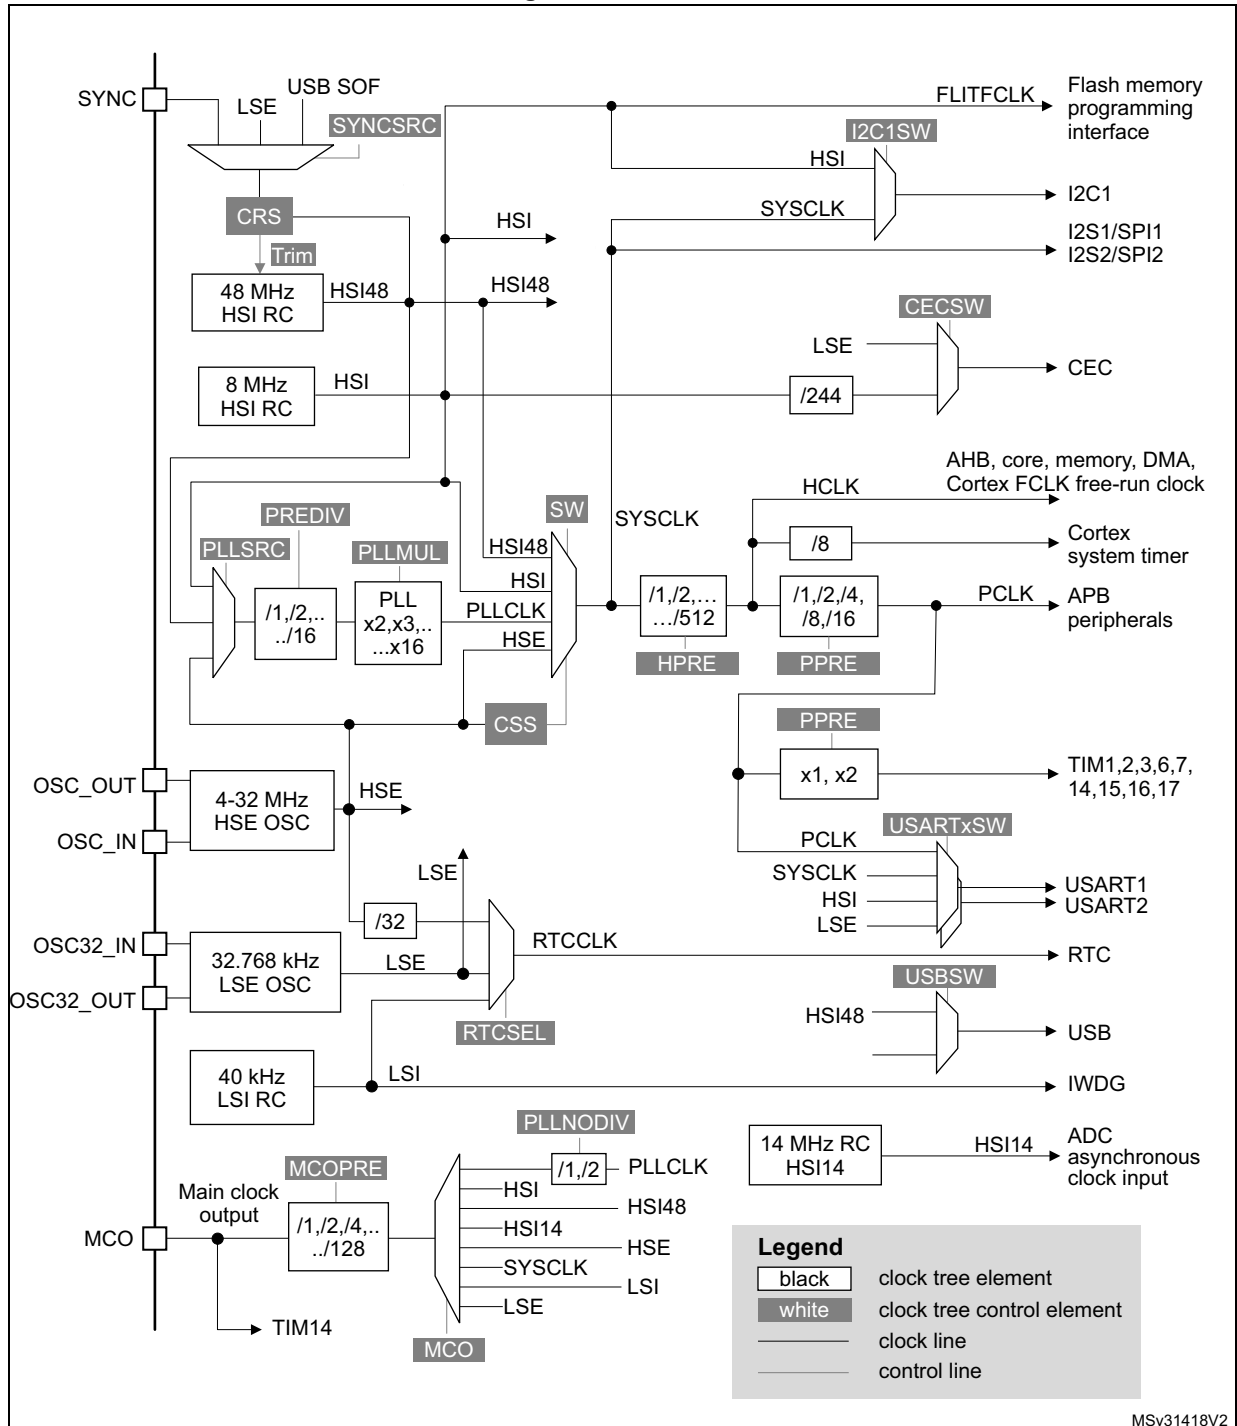 SYNC
LSE
USB SOF
SYNCSRC
CRS
Trim
48 MHz
HSI RC
HSI48
HSI
HSI48
8 MHz
HSI RC
HSI
FLITFCLK
Flash memory
programming
interface
I2C1SW
HSI
SYSCLK
I2C1
I2S1/SPI1
I2S2/SPI2
CECSW
LSE
/244
CEC
AHB, core, memory, DMA,
Cortex FCLK free-run clock
HCLK
/8
Cortex
system timer
PLLSRC
PREDIV
/1,/2,..
../16
PLLMUL
PLL
x2,x3,..
...x16
SW
HSI48
HSI
PLLCLK
HSE
SYSCLK
/1,/2,…
…/512
HPRE
/1,/2,/4,
/8,/16
PPRE
PCLK
APB
peripherals
CSS
PPRE
x1, x2
TIM1,2,3,6,7,
14,15,16,17
OSC_OUT
OSC_IN
4-32 MHz
HSE OSC
HSE
USARTxSW
PCLK
SYSCLK
HSI
LSE
USART1
USART2
LSE
/32
OSC32_IN
OSC32_OUT
32.768 kHz
LSE OSC
LSE
RTCCLK
RTC
RTCSEL
USBSW
HSI48
USB
40 kHz
LSI RC
LSI
IWDG
14 MHz RC
HSI14
HSI14
ADC
asynchronous
clock input
MCO
Main clock
output
TIM14
MCOPRE
/1,/2,/4,..
../128
PLLNODIV
/1,/2
PLLCLK
HSI
HSI48
HSI14
HSE
SYSCLK
LSI
LSE
MCO
Legend
black
clock tree element
white
clock tree control element
clock line
control line
MSv31418V2